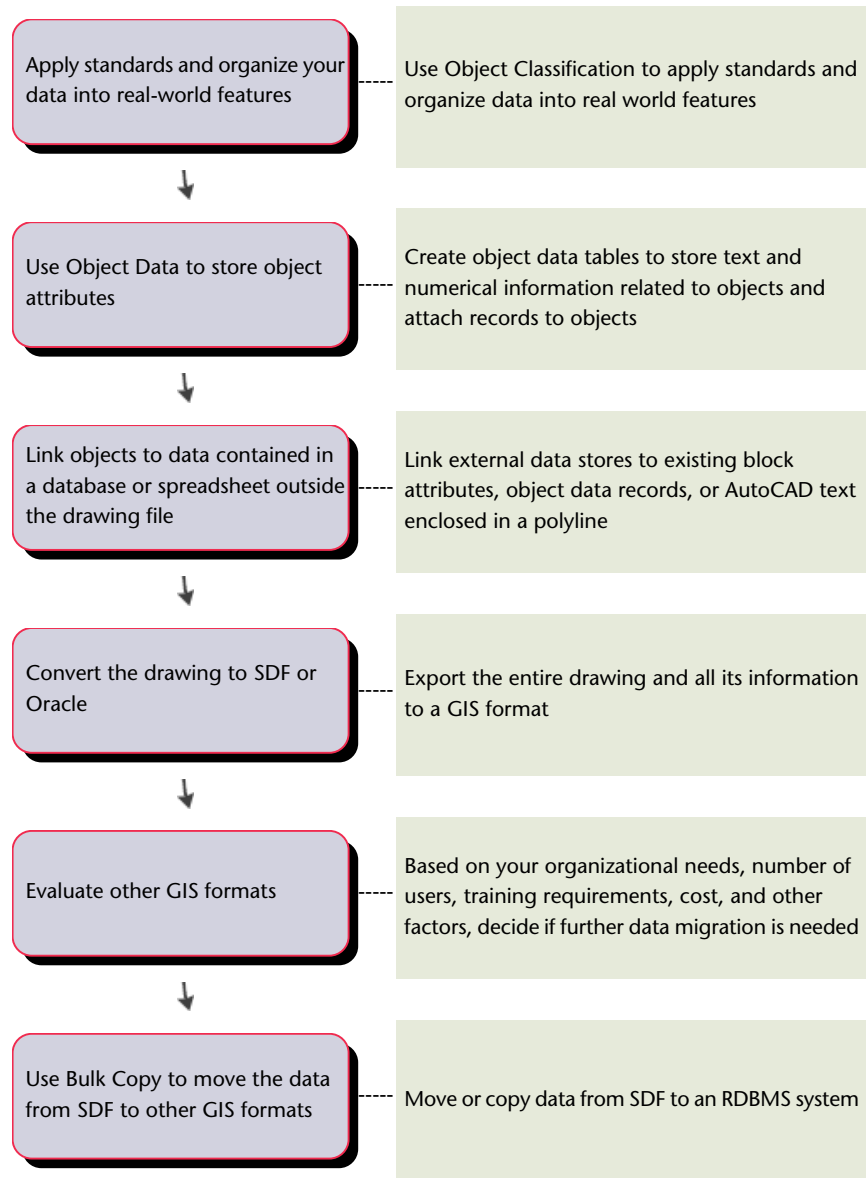 Apply standards and organize your
data into real-world features
Use Object Classification to apply standards and
organize data into real world features
Use Object Data to store object
attributes
Create object data tables to store text and
numerical information related to objects and
attach records to objects
Link objects to data contained in
a database or spreadsheet outside
the drawing file
Link external data stores to existing block
attributes, object data records, or AutoCAD text
enclosed in a polyline
Convert the drawing to SDF or
Oracle
Export the entire drawing and all its information
to a GIS format
Evaluate other GIS formats
Based on your organizational needs, number of
users, training requirements, cost, and other
factors, decide if further data migration is needed
Use Bulk Copy to move the data
from SDF to other GIS formats
Move or copy data from SDF to an RDBMS system